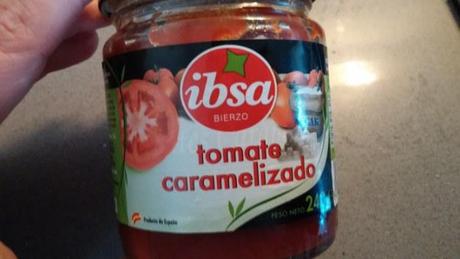 ibsa
BIERZO
tomate
caramelizado
Producto de España
PESO NETO